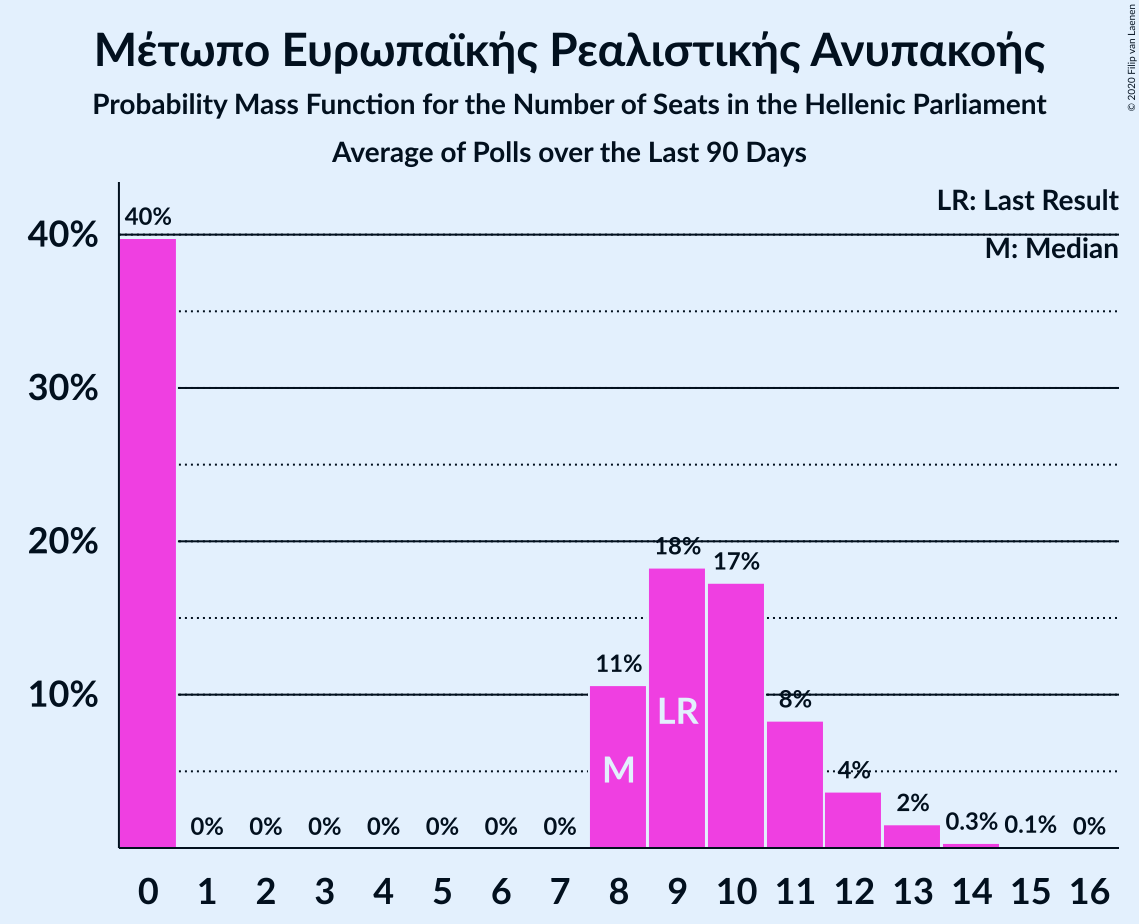 Μέτωπο Ευρωπαϊκής Ρεαλιστικής Ανυπακοής
Probability Mass Function for the Number of Seats in the Hellenic Parliament
Average of Polls over the Last 90 Days
© 2020 Filip van Laenen
LR: Last Result
M: Median
40%
30%
20%
10%
40%
0%
0%
0%
0%
0%
0%
0%
11%
18%
17%
8%
4%
2%
0.3%
0.1%
0%
M
LR
0 1 2 3 4 5 6 7 8 9 10 11 12 13 14 15 16